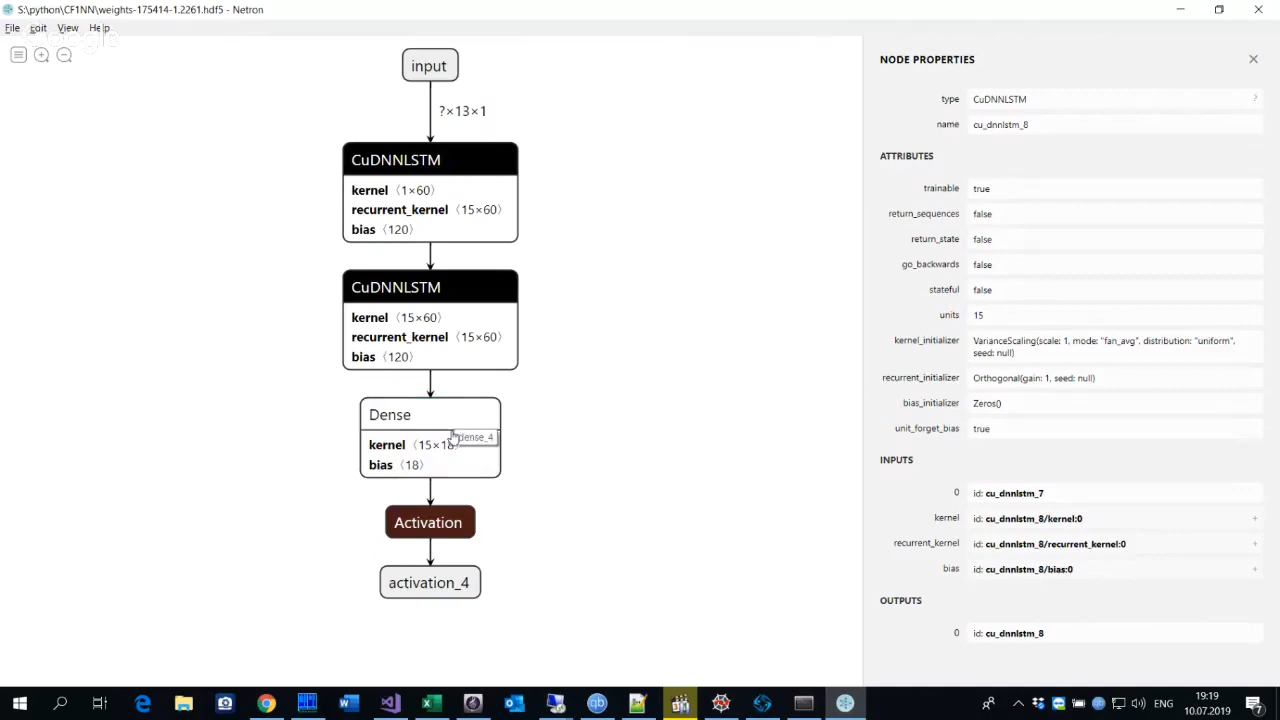 S:\python\CF1NN\weights-175414-1.2261.hdf5 - Netron
File Edit View Help
Google
input
?×13×1
CuDNNLSTM
kernel 〈1×60〉
recurrent_kernel 〈15×60〉
bias 〈120〉
CuDNNLSTM
kernel 〈15×60〉
recurrent_kernel 〈15×60〉
bias 〈120〉
Dense
dense_4
kernel 〈15×18〉
bias 〈18〉
Activation
activation_4
NODE PROPERTIES
type CuDNNLSTM ?
name cu_dnnlstm_8
ATTRIBUTES
trainable true
return_sequences false
return_state false
go_backwards false
stateful false
units 15
kernel_initializer VarianceScaling(scale: 1, mode: "fan_avg", distribution: "uniform",
seed: null)
recurrent_initializer Orthogonal(gain: 1, seed: null)
bias_initializer Zeros()
unit_forget_bias true
INPUTS
0 id: cu_dnnlstm_7
kernel id: cu_dnnlstm_8/kernel:0 +
recurrent_kernel id: cu_dnnlstm_8/recurrent_kernel:0 +
bias id: cu_dnnlstm_8/bias:0 +
OUTPUTS
0 id: cu_dnnlstm_8
qb
ENG
19:19
10.07.2019
7